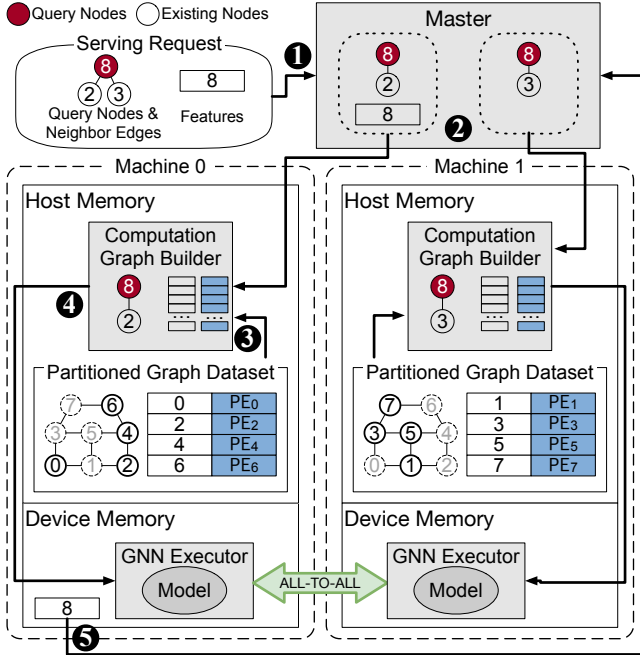 Query Nodes Existing Nodes
Serving Request
8
2 3
Query Nodes &
Neighbor Edges
8
Features
1
Master
8
2
8
8
3
2
Machine 0
Host Memory
Computation
Graph Builder
8
2
...
...
4
3
Partitioned Graph Dataset
7 6
3 5 4
0 1 2
0 PE0
2 PE2
4 PE4
6 PE6
Device Memory
GNN Executor
Model
8
5
ALL-TO-ALL
Machine 1
Host Memory
Computation
Graph Builder
8
3
...
...
Partitioned Graph Dataset
7 6
3 5 4
0 1 2
1 PE1
3 PE3
5 PE5
7 PE7
Device Memory
GNN Executor
Model